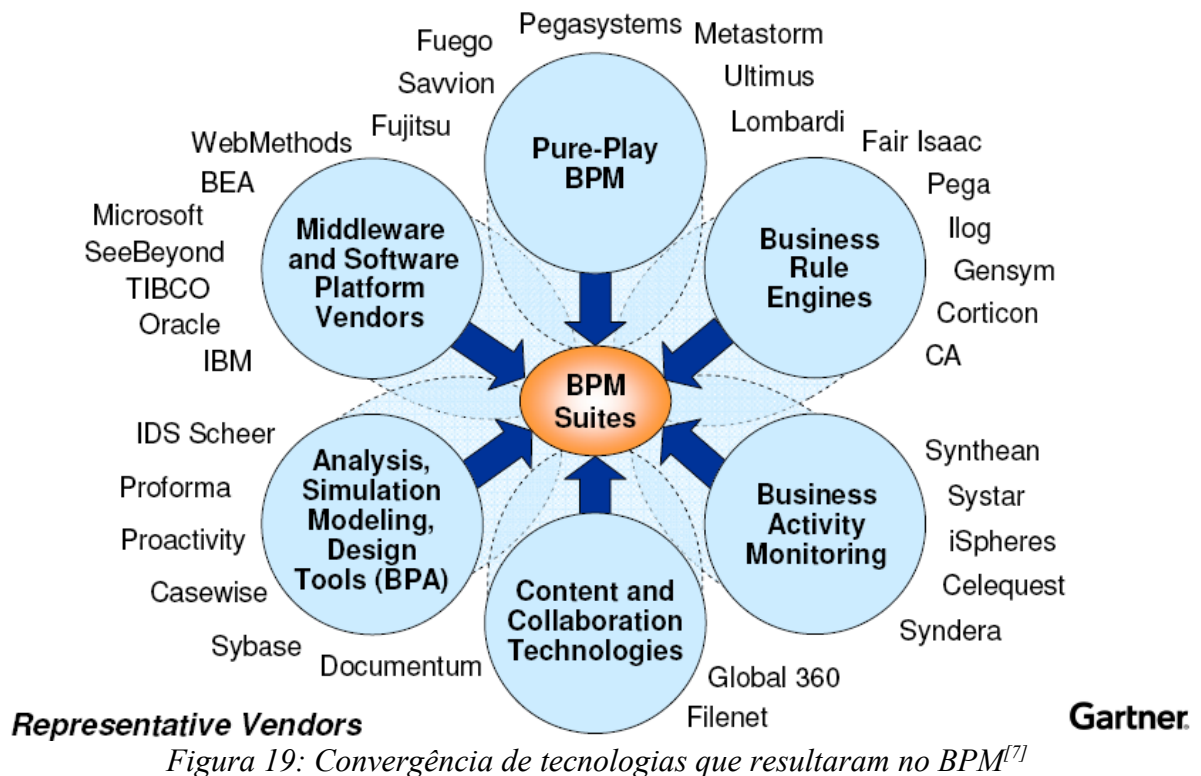 Pegasystems
Fuego
Savvion
Fujitsu
Metastorm
Ultimus
Lombardi
Pure-Play
BPM
WebMethods
BEA
Microsoft
SeeBeyond
TIBCO
Oracle
IBM
Middleware
and Software
Platform
Vendors
Fair Isaac
Pega
Ilog
Gensym
Corticon
CA
Business
Rule
Engines
BPM
Suites
IDS Scheer
Proforma
Proactivity
Casewise
Sybase
Analysis,
Simulation
Modeling,
Design
Tools (BPA)
Documentum
Content and
Collaboration
Technologies
Global 360
Filenet
Business
Activity
Monitoring
Synthean
Systar
iSpheres
Celequest
Syndera
Representative Vendors
Gartner
Figura 19: Convergência de tecnologias que resultaram no BPM[7]